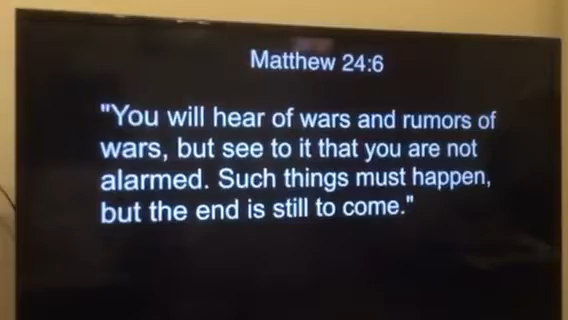 Matthew 24:6
"You will hear of wars and rumors of
wars, but see to it that you are not
alarmed. Such things must happen,
but the end is still to come."